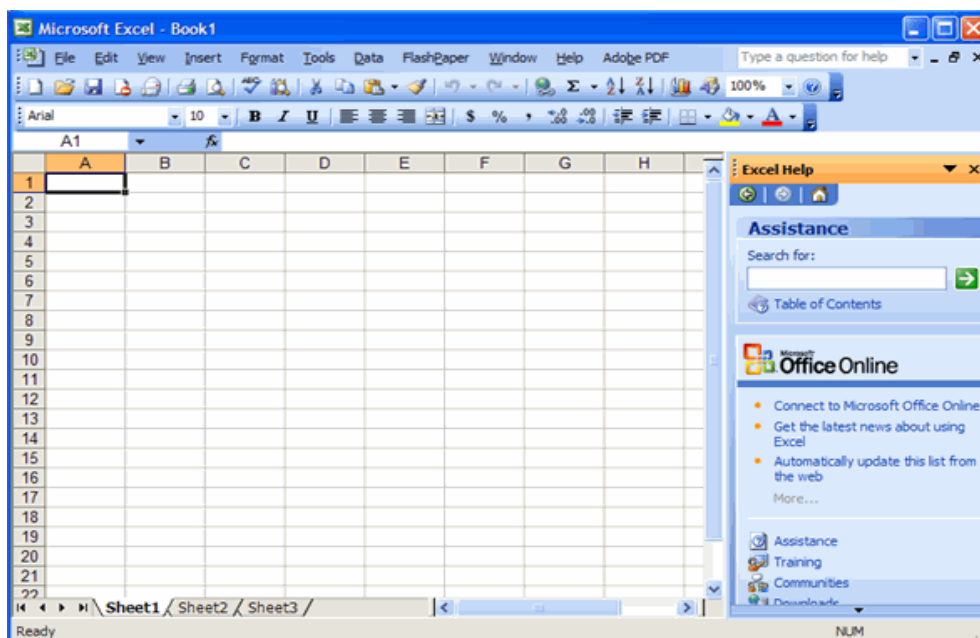 Microsoft Excel - Book1
File Edit View Insert Format Tools Data FlashPaper Window Help Adobe PDF Type a question for help
100%
Arial 10 B I U $ % , A
A1 fx
A B C D E F G H
1
2
3
4
5
6
7
8
9
10
11
12
13
14
15
16
17
18
19
20
21
22
Sheet1 Sheet2 Sheet3
Ready NUM
Excel Help
Assistance
Search for:
Table of Contents
Microsoft
Office Online
Connect to Microsoft Office Online
Get the latest news about using
Excel
Automatically update this list from
the web
More...
Assistance
Training
Communities
Downloads